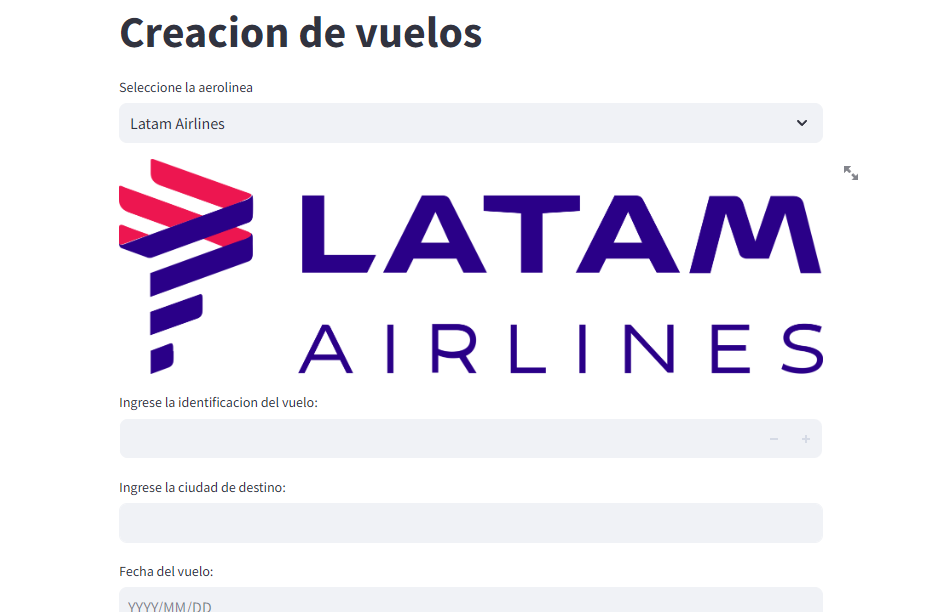 Creacion de vuelos
Seleccione la aerolinea
Latam Airlines
LATAM
AIRLINES
Ingrese la identificacion del vuelo:
Ingrese la ciudad de destino:
Fecha del vuelo:
YYYY/MM/DD